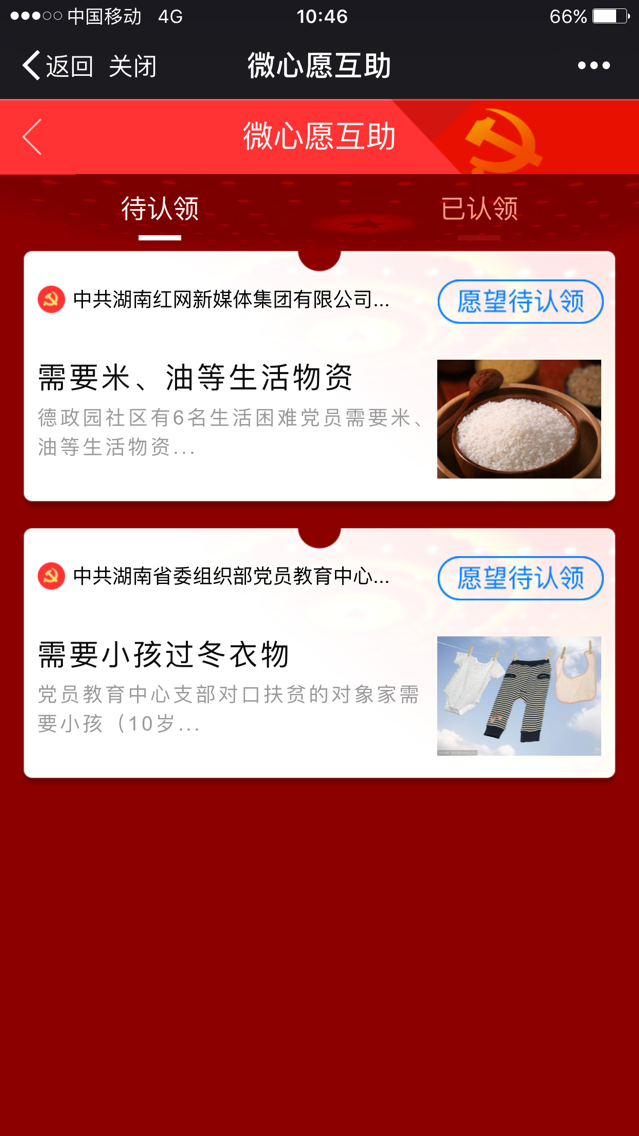 中国移动 4G 10:46 66%
返回 关闭 微心愿互助
微心愿互助
待认领 已认领
中共湖南红网新媒体集团有限公司... 愿望待认领
需要米、油等生活物资
德政园社区有6名生活困难党员需要米、
油等生活物资...
中共湖南省委组织部党员教育中心... 愿望待认领
需要小孩过冬衣物
党员教育中心支部对口扶贫的对象家需
要小孩（10岁...